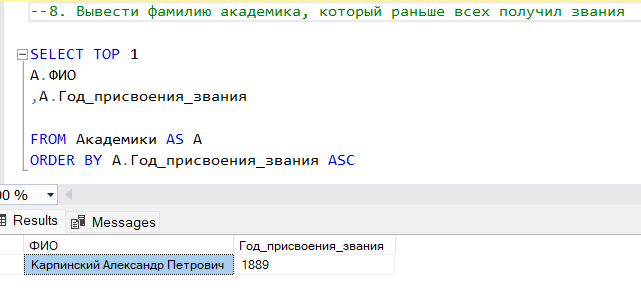 --8. Вывести фамилию академика, который раньше всех получил звания
SELECT TOP 1
А.ФИО
,А.Год_присвоения_звания
FROM Академики AS А
ORDER BY А.Год_присвоения_звания ASC
00 %
Results Messages
ФИО Год_присвоения_звания
Карпинский Александр Петрович 1889